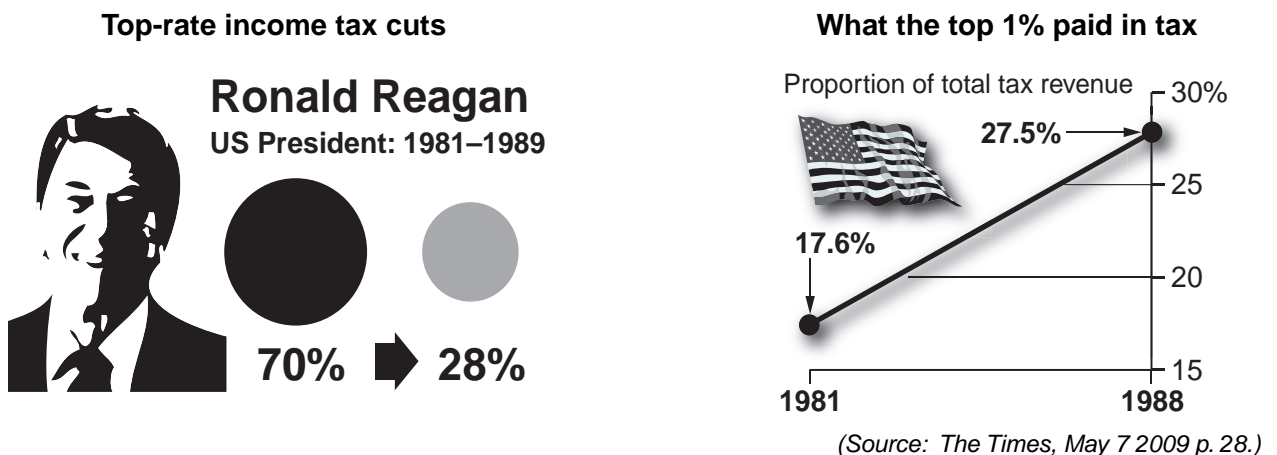 Top-rate income tax cuts
Ronald Reagan
US President: 1981–1989
70% 28%
What the top 1% paid in tax
Proportion of total tax revenue
30%
27.5%
25
17.6%
20
15
1981 1988
(Source: The Times, May 7 2009 p. 28.)